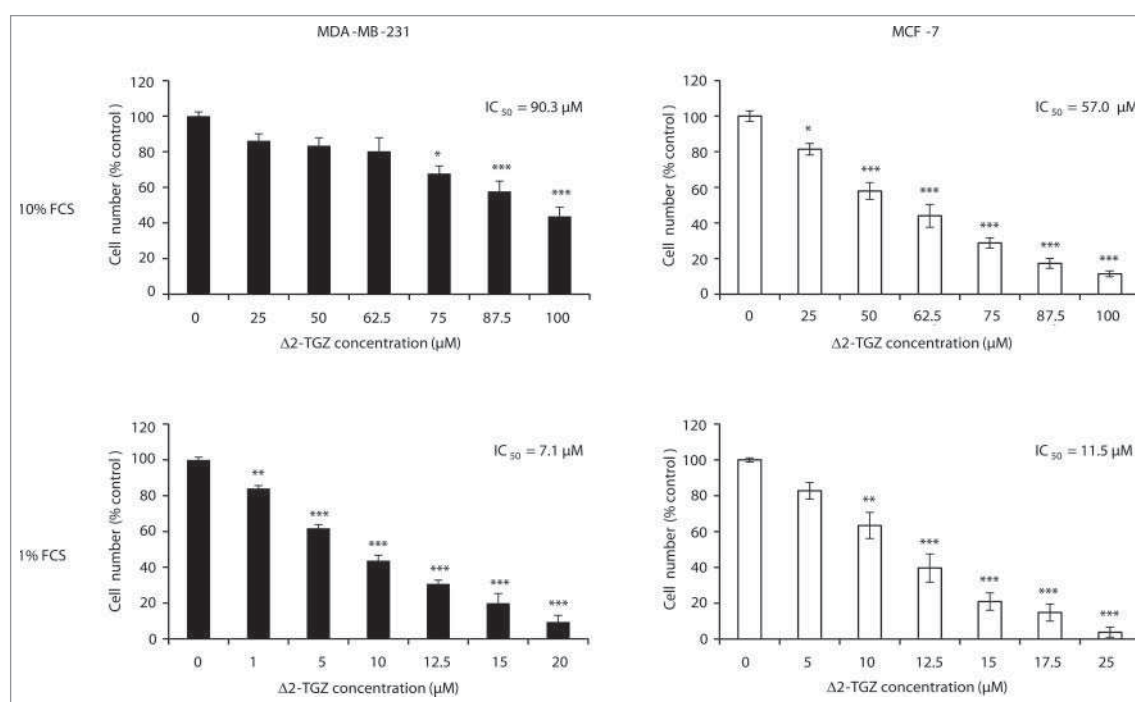 MDA-MB-231
MCF-7
10% FCS
Cell number (% control)
120
100
80
60
40
20
0
IC50 = 90.3 µM
*
***
***
0 25 50 62.5 75 87.5 100
Δ2-TGZ concentration (µM)
Cell number (% control)
120
100
80
60
40
20
0
IC50 = 57.0 µM
*
***
***
***
***
***
0 25 50 62.5 75 87.5 100
Δ2-TGZ concentration (µM)
1% FCS
Cell number (% control)
120
100
80
60
40
20
0
IC50 = 7.1 µM
**
***
***
***
***
***
0 1 5 10 12.5 15 20
Δ2-TGZ concentration (µM)
Cell number (% control)
120
100
80
60
40
20
0
IC50 = 11.5 µM
**
***
***
***
***
0 5 10 12.5 15 17.5 25
Δ2-TGZ concentration (µM)